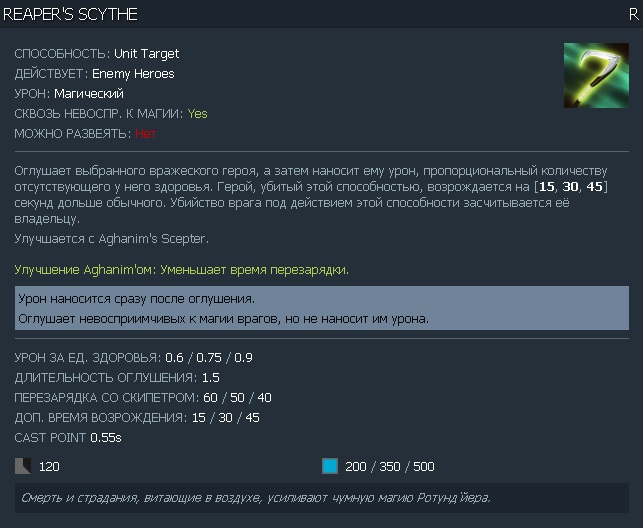 REAPER'S SCYTHE R
СПОСОБНОСТЬ: Unit Target
ДЕЙСТВУЕТ: Enemy Heroes
УРОН: Магический
СКВОЗЬ НЕВОСПР. К МАГИИ: Yes
МОЖНО РАЗВЕЯТЬ: Нет
Оглушает выбранного вражеского героя, а затем наносит ему урон, пропорциональный количеству
отсутствующего у него здоровья. Герой, убитый этой способностью, возрождается на [15, 30, 45]
секунд дольше обычного. Убийство врага под действием этой способности засчитывается её
владельцу.
Улучшается с Aghanim's Scepter.
Улучшение Aghanim'ом: Уменьшает время перезарядки.
Урон наносится сразу после оглушения.
Оглушает невосприимчивых к магии врагов, но не наносит им урона.
УРОН ЗА ЕД. ЗДОРОВЬЯ: 0.6 / 0.75 / 0.9
ДЛИТЕЛЬНОСТЬ ОГЛУШЕНИЯ: 1.5
ПЕРЕЗАРЯДКА СО СКИПЕТРОМ: 60 / 50 / 40
ДОП. ВРЕМЯ ВОЗРОЖДЕНИЯ: 15 / 30 / 45
CAST POINT 0.55s
120 200 / 350 / 500
Смерть и страдания, витающие в воздухе, усиливают чумную магию Ротунд'йера.